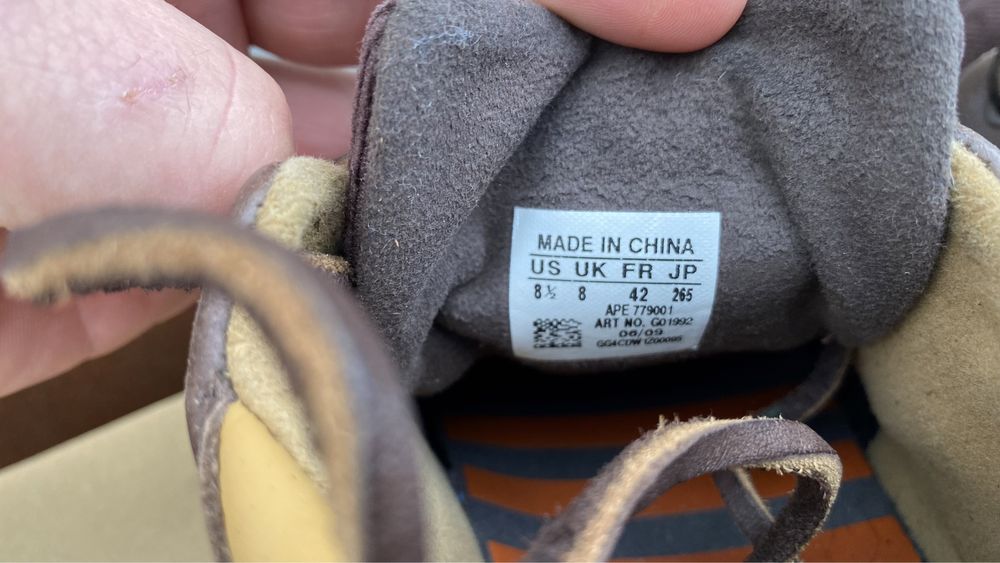 MADE IN CHINA
US UK FR JP
8½ 8 42 265
APE 779001
ART NO. G01992
06/09